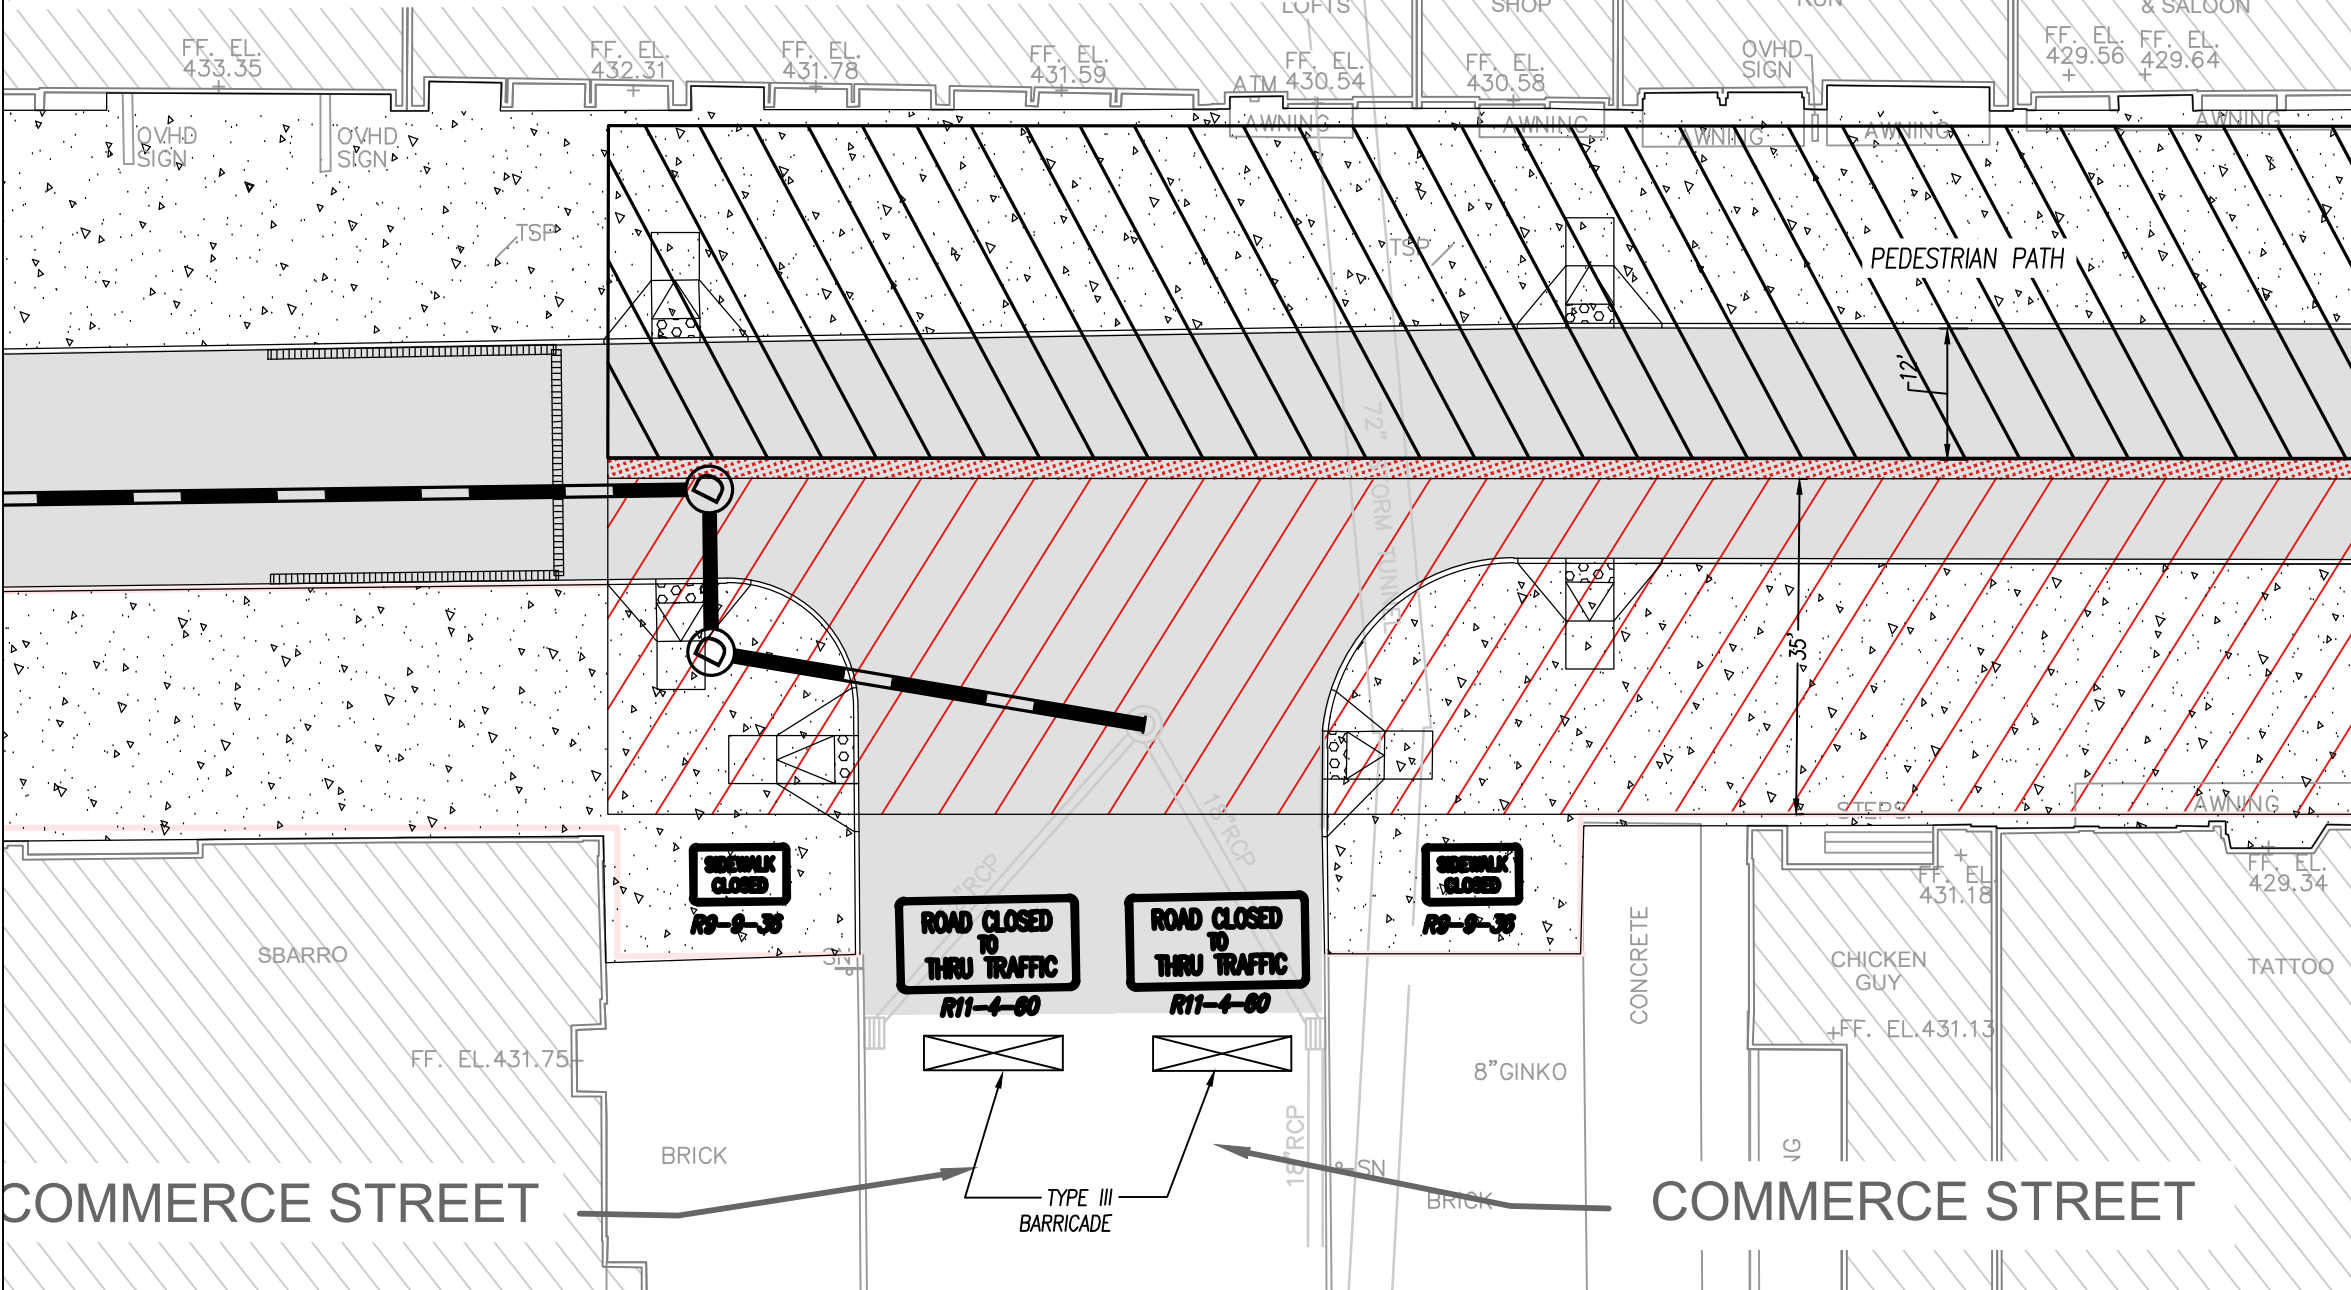 LOFTS
SHOP
RUN
& SALOON
FF. EL.
433.35
FF. EL.
432.31
FF. EL.
431.78
FF. EL.
431.59
FF. EL.
430.54
ATM
FF. EL.
430.58
OVHD
SIGN
FF. EL.
429.56
FF. EL.
429.64
OVHD
SIGN
OVHD
SIGN
AWNING
AWNING
AWNING
AWNING
AWNING
TSP
TSP
PEDESTRIAN PATH
12'
72" STORM TUNNEL
35'
18"RCP
"RCP
STEPS
AWNING
SIDEWALK
CLOSED
R9-9-36
SIDEWALK
CLOSED
R9-9-36
ROAD CLOSED
TO
THRU TRAFFIC
R11-4-60
ROAD CLOSED
TO
THRU TRAFFIC
R11-4-60
FF. EL.
431.18
FF. EL.
429.34
SBARRO
SN
CONCRETE
CHICKEN
GUY
TATTOO
FF. EL.431.75
FF. EL.431.13
8"GINKO
18"RCP
BRICK
SN
BRICK
NG
COMMERCE STREET
TYPE III
BARRICADE
COMMERCE STREET
D
D